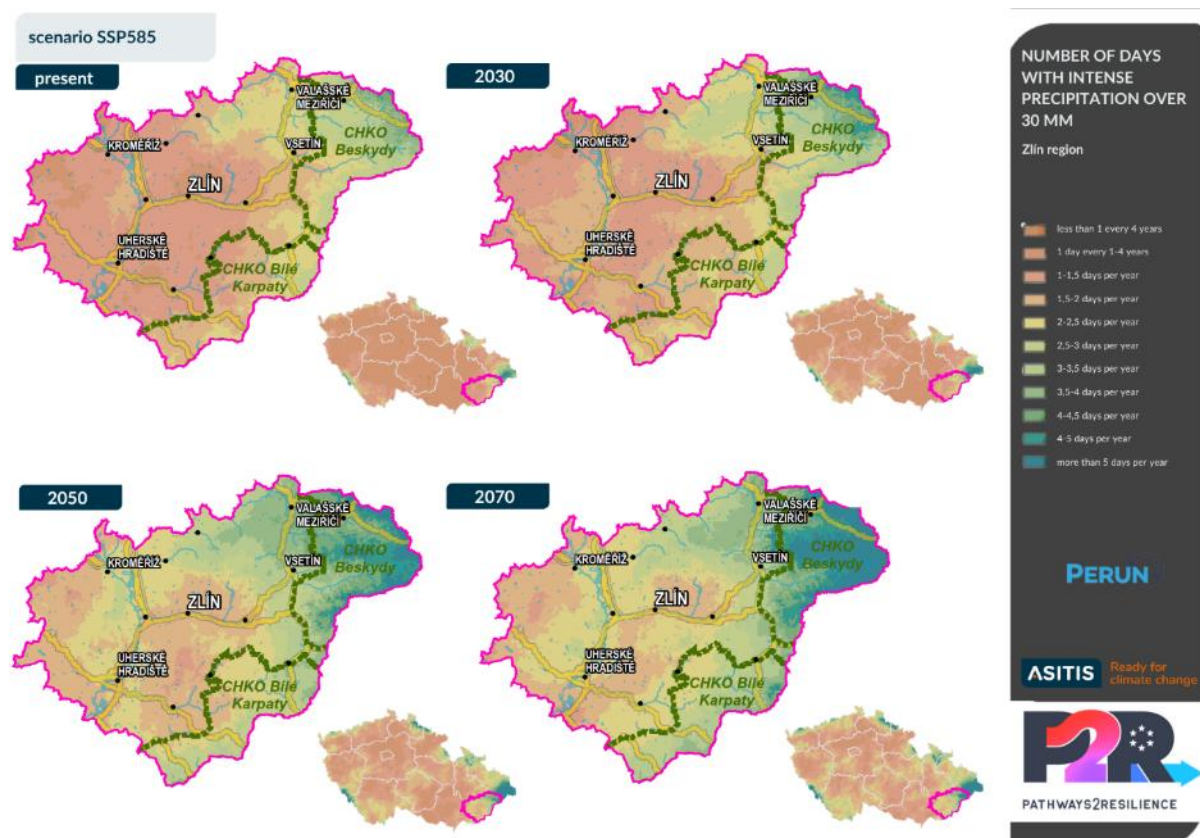 scenario SSP585
present
VALAŠSKÉ
MEZIŘÍČÍ
KROMĚŘÍŽ
VSETÍN
CHKO
Beskydy
ZLÍN
UHERSKÉ
HRADIŠTĚ
CHKO Bílé
Karpaty
2030
VALAŠSKÉ
MEZIŘÍČÍ
KROMĚŘÍŽ
VSETÍN
CHKO
Beskydy
ZLÍN
UHERSKÉ
HRADIŠTĚ
CHKO Bílé
Karpaty
2050
VALAŠSKÉ
MEZIŘÍČÍ
KROMĚŘÍŽ
VSETÍN
CHKO
Beskydy
ZLÍN
UHERSKÉ
HRADIŠTĚ
CHKO Bílé
Karpaty
2070
VALAŠSKÉ
MEZIŘÍČÍ
KROMĚŘÍŽ
VSETÍN
CHKO
Beskydy
ZLÍN
UHERSKÉ
HRADIŠTĚ
CHKO Bílé
Karpaty
NUMBER OF DAYS
WITH INTENSE
PRECIPITATION OVER
30 MM
Zlín region
less than 1 every 4 years
1 day every 1-4 years
1-1,5 days per year
1,5-2 days per year
2-2,5 days per year
2,5-3 days per year
3-3,5 days per year
3,5-4 days per year
4-4,5 days per year
4-5 days per year
more than 5 days per year
PERUN
ASITIS
Ready for
climate change
P2R
PATHWAYS2RESILIENCE